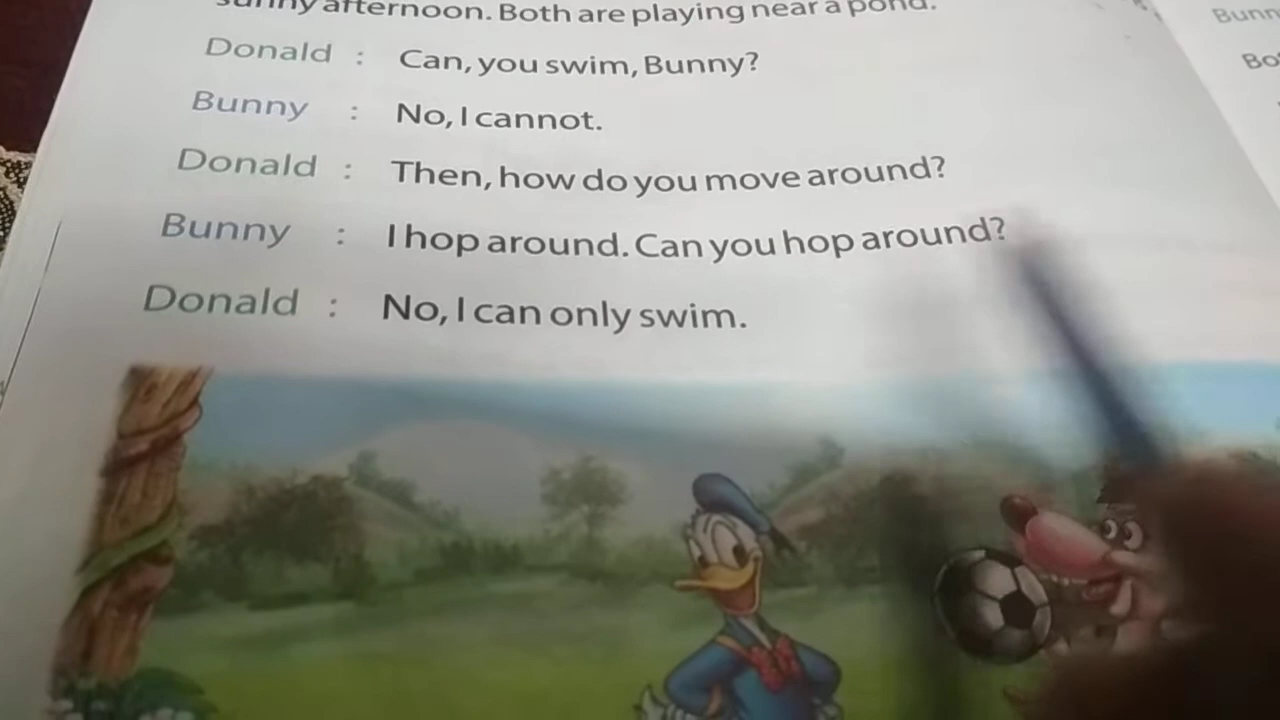 sunny afternoon. Both are playing near a pond.
Donald : Can, you swim, Bunny?
Bunny : No, I cannot.
Donald : Then, how do you move around?
Bunny : I hop around. Can you hop around?
Donald : No, I can only swim.